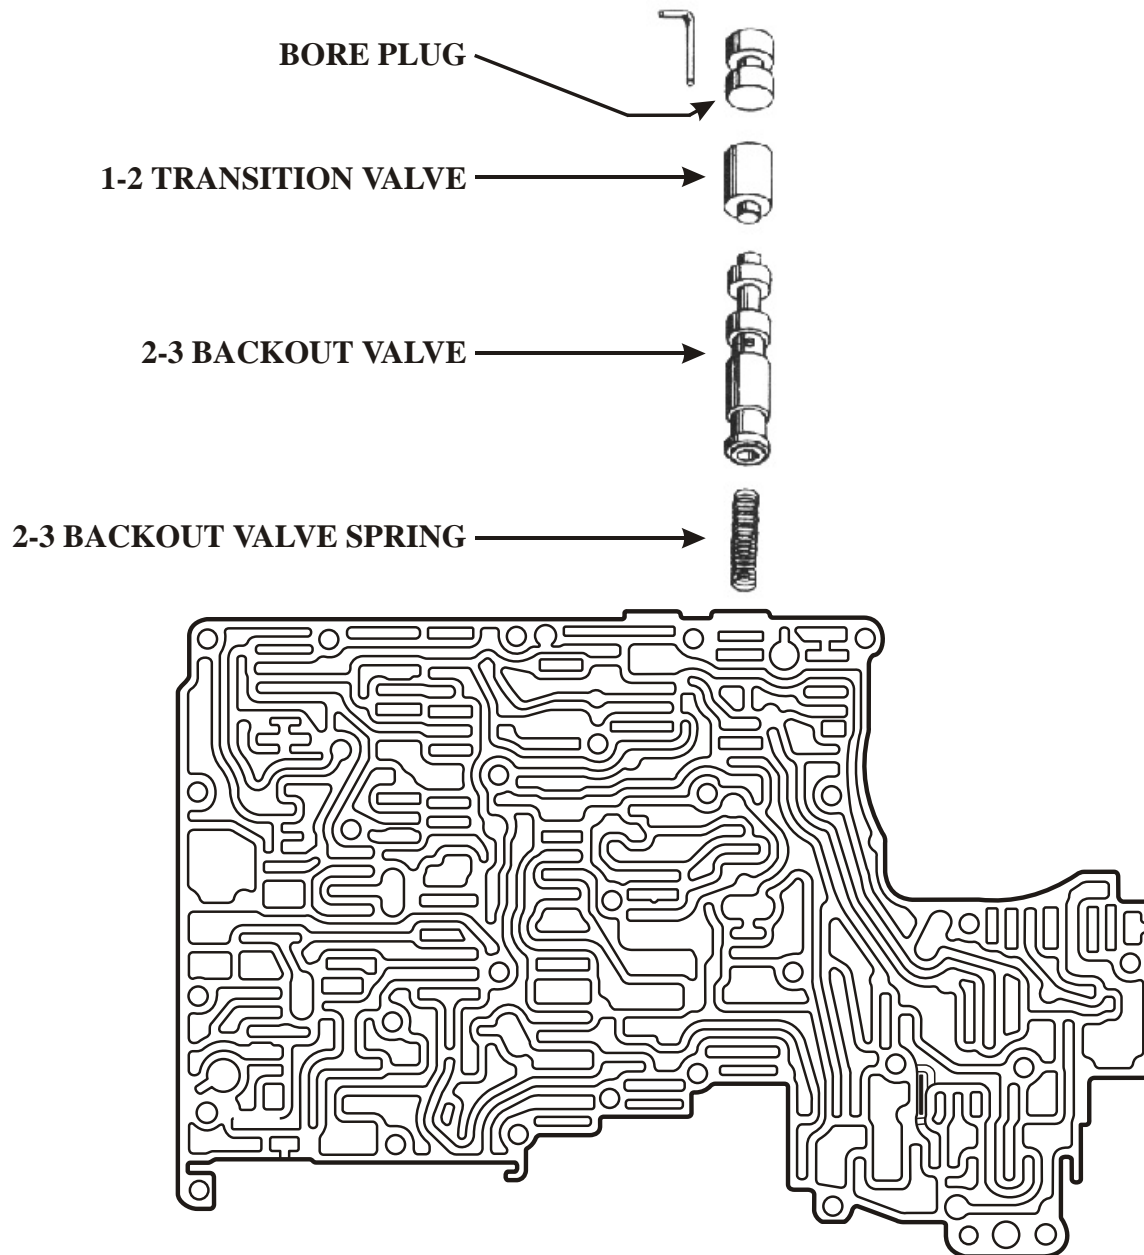 BORE PLUG
1-2 TRANSITION VALVE
2-3 BACKOUT VALVE
2-3 BACKOUT VALVE SPRING